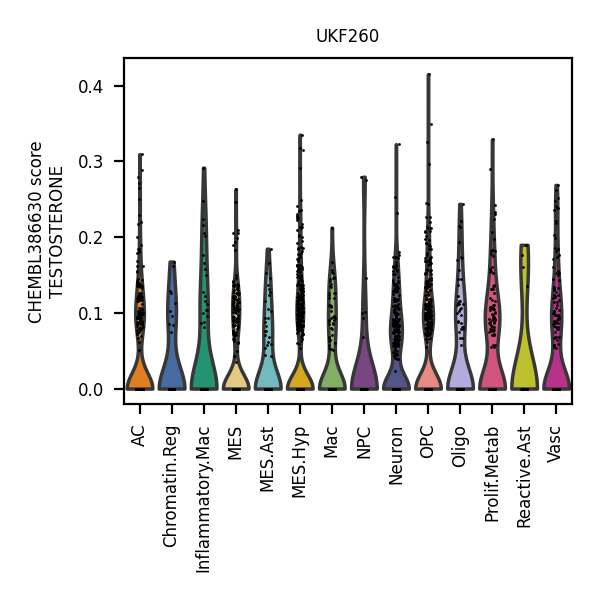 UKF260
CHEMBL386630 score
TESTOSTERONE
0.4
0.3
0.2
0.1
0.0
AC
Chromatin.Reg
Inflammatory.Mac
MES
MES.Ast
MES.Hyp
Mac
NPC
Neuron
OPC
Oligo
Prolif.Metab
Reactive.Ast
Vasc